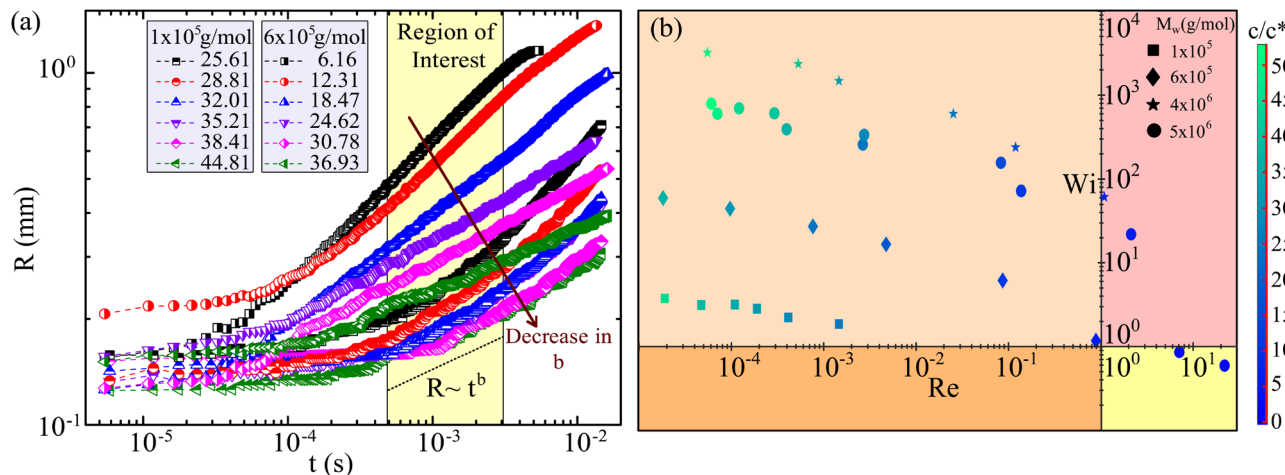 (a)
1x10⁵g/mol
25.61
28.81
32.01
35.21
38.41
44.81
6x10⁵g/mol
6.16
12.31
18.47
24.62
30.78
36.93
Region of
Interest
Decrease in
b
R~ tᵇ
R (mm)
10⁰
10⁻¹
10⁻⁵
10⁻⁴
10⁻³
10⁻²
t (s)
(b)
10⁴
10³
10²
10¹
10⁰
Wi
10⁻⁴
10⁻³
10⁻²
10⁻¹
10⁰
10¹
Re
M_w(g/mol)
1x10⁵
6x10⁵
4x10⁶
5x10⁶
c/c*
50
45
40
35
30
25
20
15
10
5
0